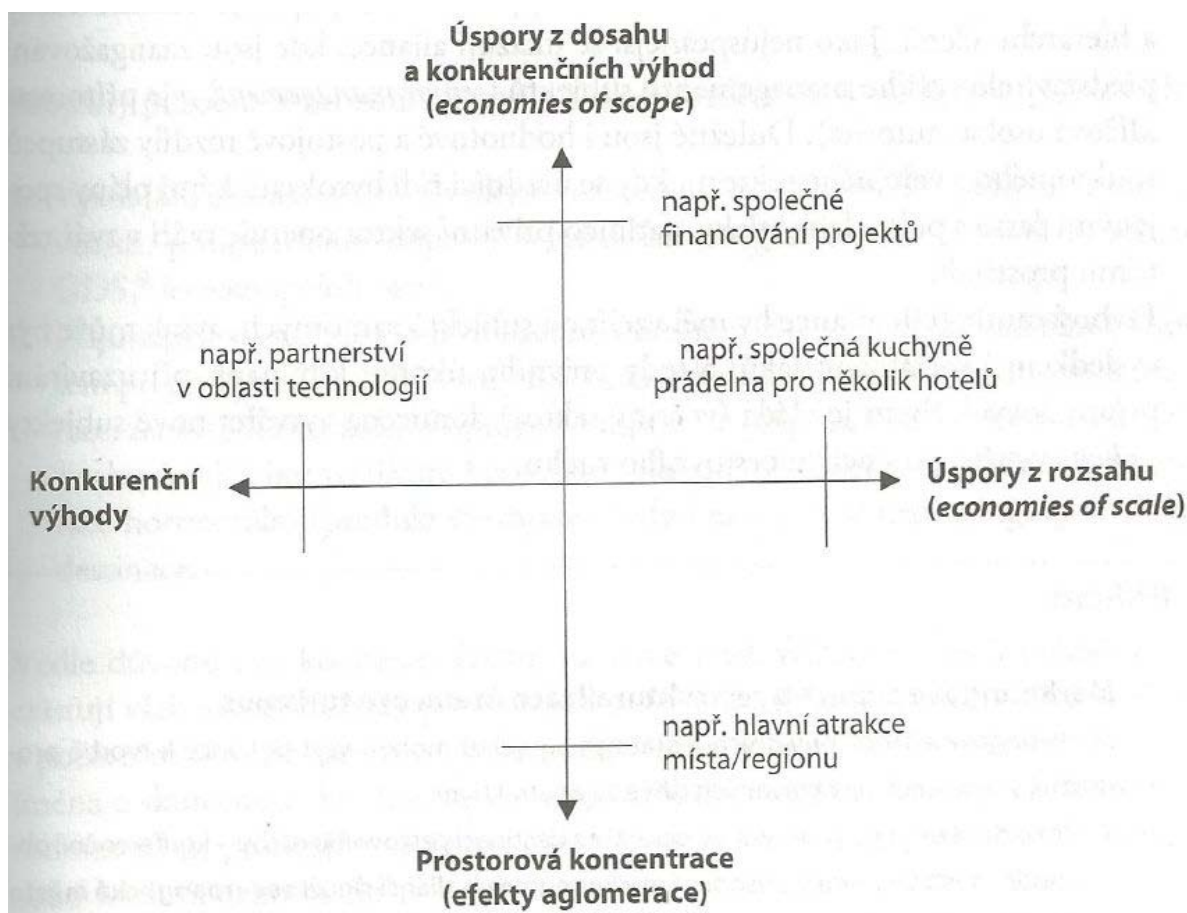 Úspory z dosahu
a konkurenčních výhod
(economies of scope)
např. společné
financování projektů
např. partnerství
v oblasti technologií
např. společná kuchyně
prádelna pro několik hotelů
Konkurenční
výhody
Úspory z rozsahu
(economies of scale)
např. hlavní atrakce
místa/regionu
Prostorová koncentrace
(efekty aglomerace)